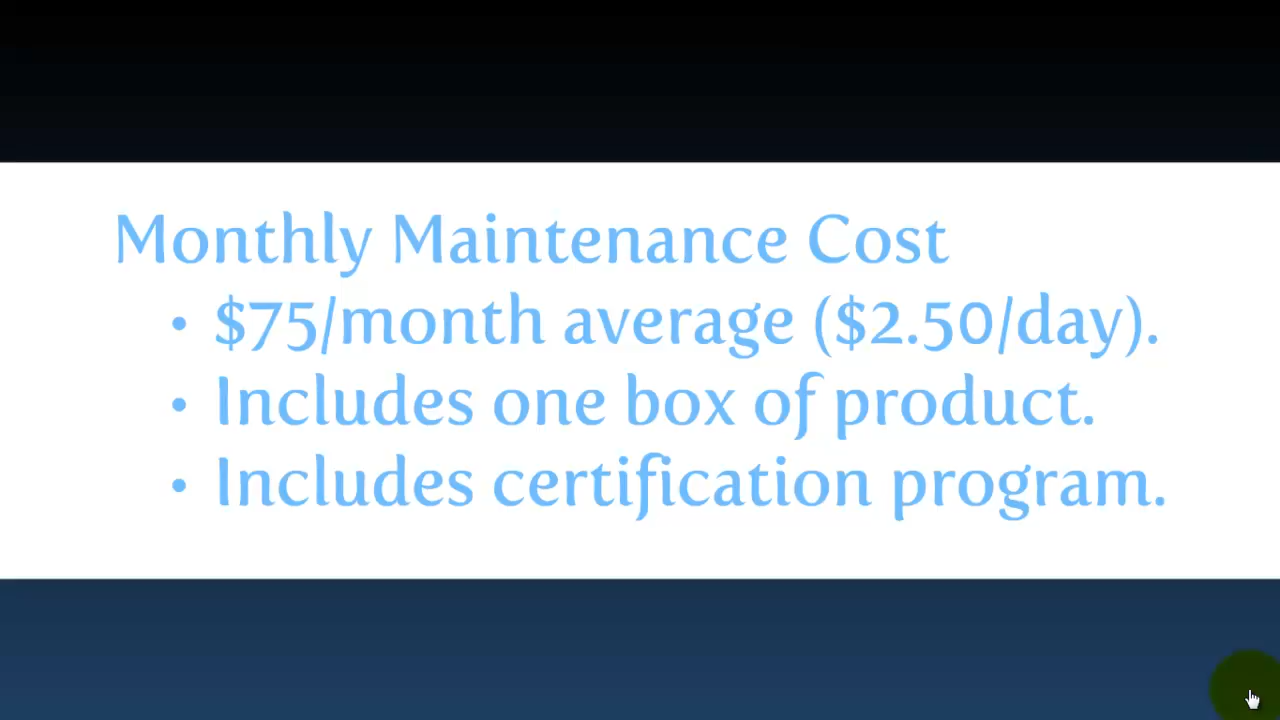 Monthly Maintenance Cost
• $75/month average ($2.50/day).
• Includes one box of product.
• Includes certification program.